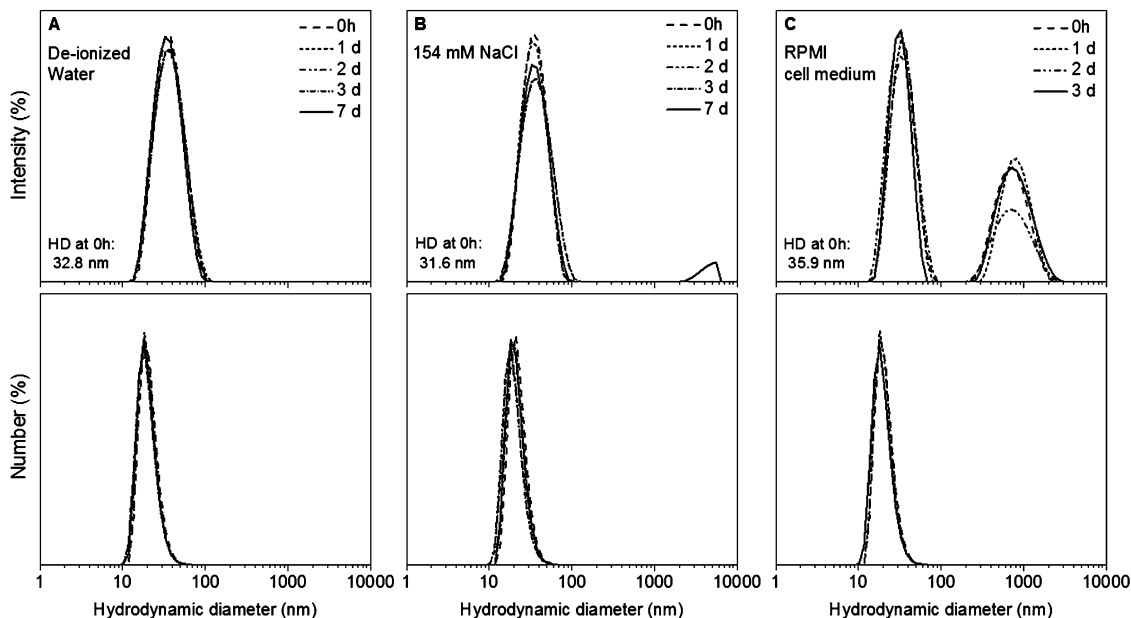 A
De-ionized
Water
0h
1 d
2 d
3 d
7 d
HD at 0h:
32.8 nm
B
154 mM NaCl
0h
1 d
2 d
3 d
7 d
HD at 0h:
31.6 nm
C
RPMI
cell medium
0h
1 d
2 d
3 d
HD at 0h:
35.9 nm
Intensity (%)
Number (%)
1 10 100 1000 10000
1 10 100 1000 10000
1 10 100 1000 10000
Hydrodynamic diameter (nm)
Hydrodynamic diameter (nm)
Hydrodynamic diameter (nm)